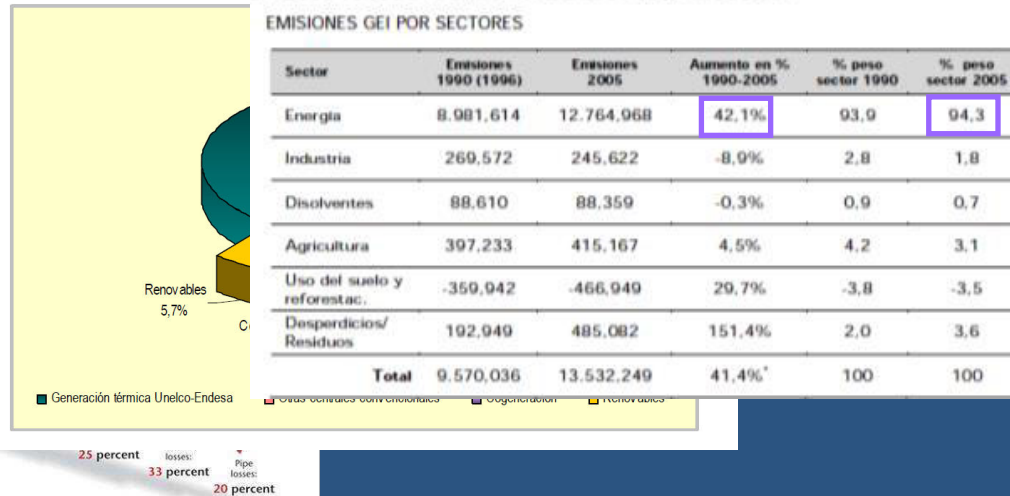 EMISIONES GEI POR SECTORES
Sector Emisiones 1990 (1996) Emisiones 2005 Aumento en % 1990-2005 % peso sector 1990 % peso sector 2005
Energía 8.981,614 12.764,968 42,1% 93,9 94,3
Industria 269,572 245,622 -8,9% 2,8 1,8
Disolventes 88,610 88,359 -0,3% 0,9 0,7
Agricultura 397,233 415,167 4,5% 4,2 3,1
Uso del suelo y reforestac. -359,942 -466,949 29,7% -3,8 -3,5
Desperdicios/ Residuos 192,949 485,082 151,4% 2,0 3,6
Total 9.570,036 13.532,249 41,4%* 100 100
Renovables
5,7%
Generación térmica Unelco-Endesa Otras centrales convencionales Cogeneración Renovables
25 percent
losses:
33 percent
Pipe
losses:
20 percent